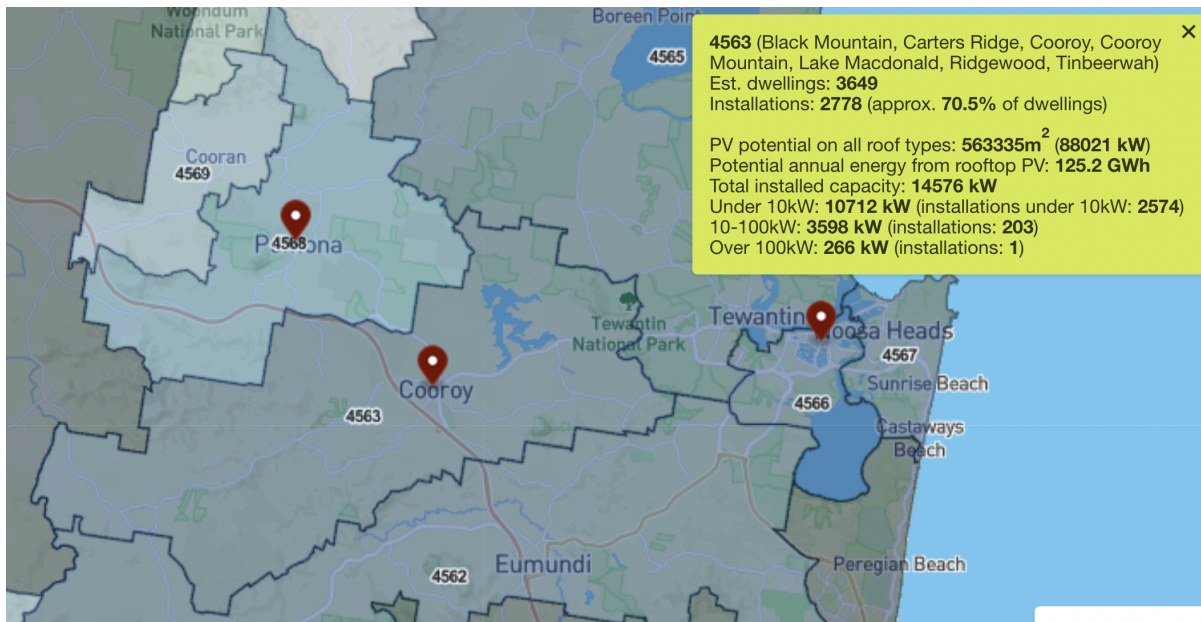 Woondum
National Park
Boreen Point
4565
4563 (Black Mountain, Carters Ridge, Cooroy, Cooroy
Mountain, Lake Macdonald, Ridgewood, Tinbeerwah)
Est. dwellings: 3649
Installations: 2778 (approx. 70.5% of dwellings)
PV potential on all roof types: 563335m² (88021 kW)
Potential annual energy from rooftop PV: 125.2 GWh
Total installed capacity: 14576 kW
Under 10kW: 10712 kW (installations under 10kW: 2574)
10-100kW: 3598 kW (installations: 203)
Over 100kW: 266 kW (installations: 1)
Cooran
4569
4568
Tewantin
Noosa Heads
Tewantin
National Park
4567
Cooroy
Sunrise Beach
4563
4566
Castaways
Beach
Eumundi
4562
Peregian Beach